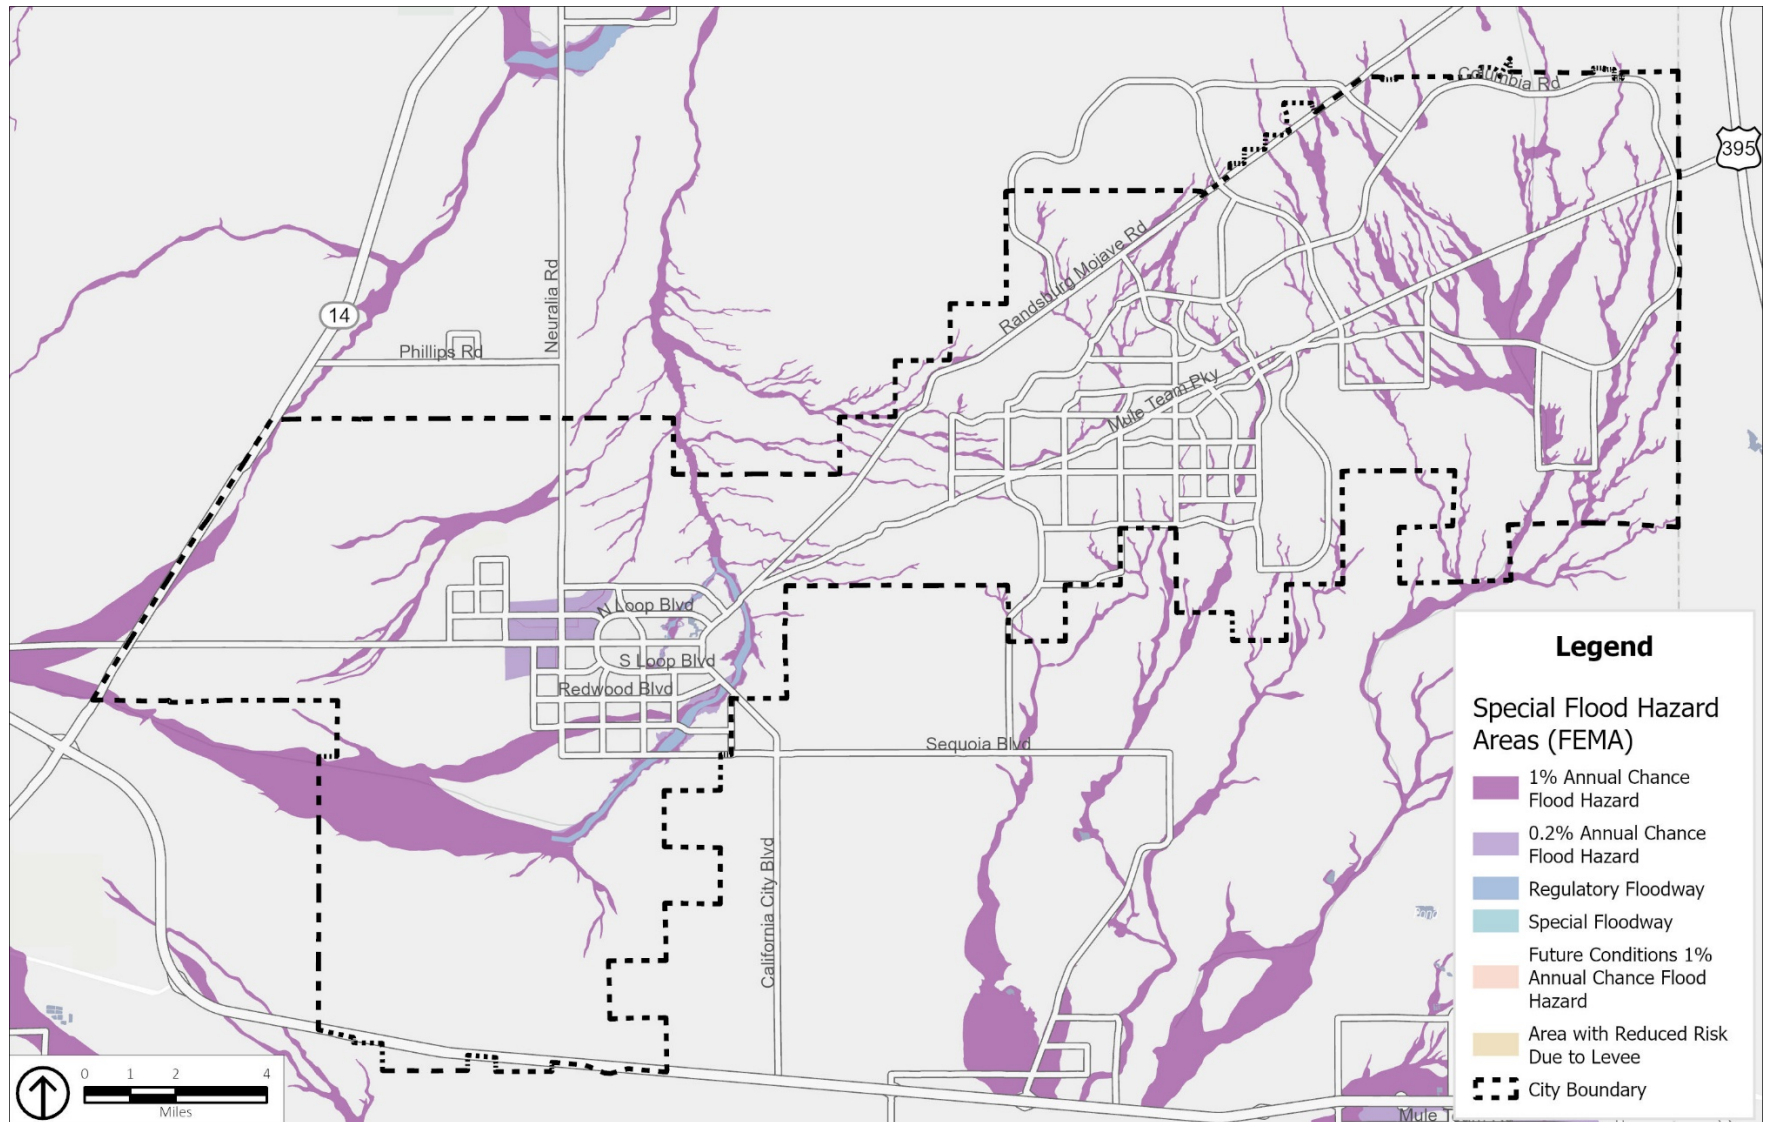 Columbia Rd
395
Randsburg Mojave Rd
Neuralia Rd
14
Phillips Rd
Mule Team Pky
N Loop Blvd
S Loop Blvd
Redwood Blvd
Sequoia Blvd
California City Blvd
Legend
Special Flood Hazard
Areas (FEMA)
1% Annual Chance
Flood Hazard
0.2% Annual Chance
Flood Hazard
Regulatory Floodway
Special Floodway
Future Conditions 1%
Annual Chance Flood
Hazard
Area with Reduced Risk
Due to Levee
City Boundary
0 1 2 4
Miles
Mule